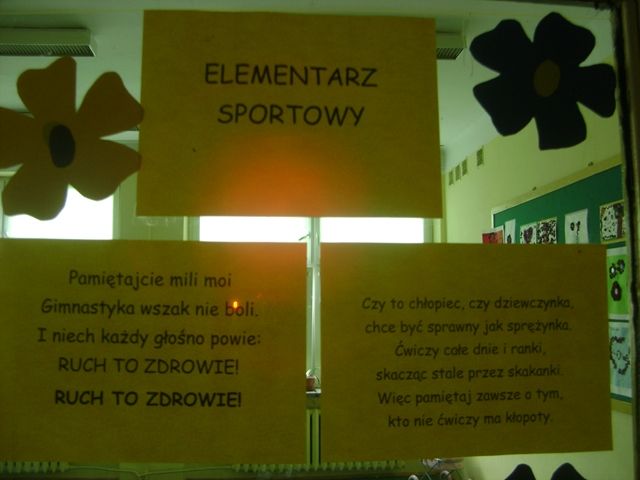 ELEMENTARZ
SPORTOWY
Pamiętajcie mili moi
Gimnastyka wszak nie boli.
I niech każdy głośno powie:
RUCH TO ZDROWIE!
RUCH TO ZDROWIE!
Czy to chłopiec, czy dziewczynka,
chce być sprawny jak sprężynka.
Ćwiczy całe dnie i ranki,
skacząc stale przez skakanki.
Więc pamiętaj zawsze o tym,
kto nie ćwiczy ma kłopoty.